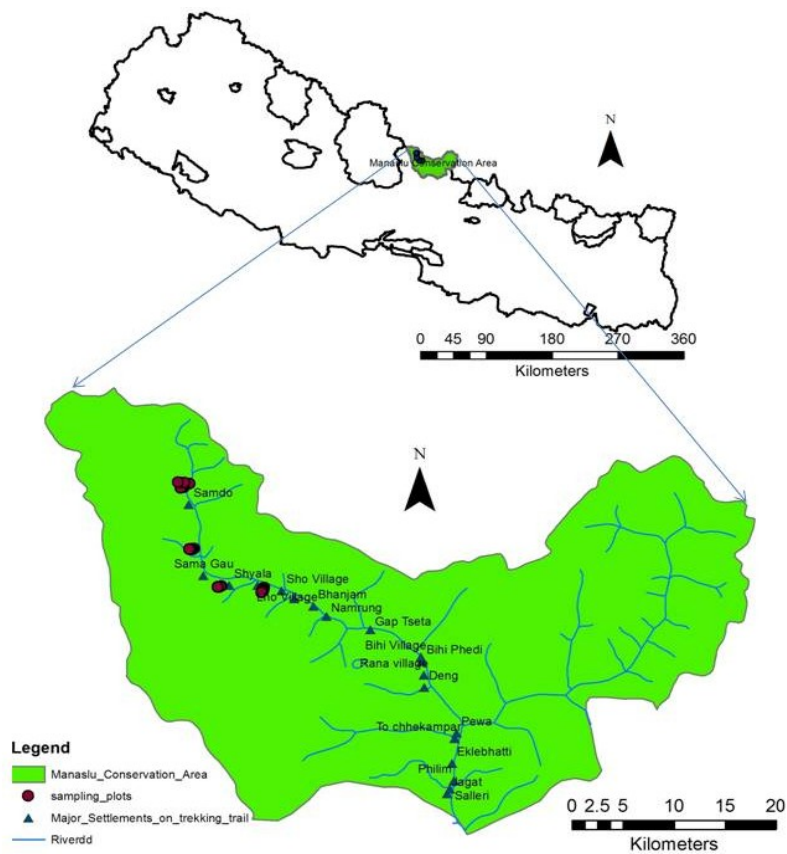 N
Manaslu Conservation Area
0 45 90 180 270 360
Kilometers
N
Samdo
Sama Gau
Shyala
Sho Village
Lho Village
Bhanjam
Namrung
Gap Tseta
Bihi Village
Bihi Phedi
Rana village
Deng
To chhekampar
Pewa
Eklebhatti
Philim
Jagat
Salleri
Legend
Manaslu_Conservation_Area
sampling_plots
Major_Settlements_on_trekking_trail
Riverdd
0 2.5 5 10 15 20
Kilometers